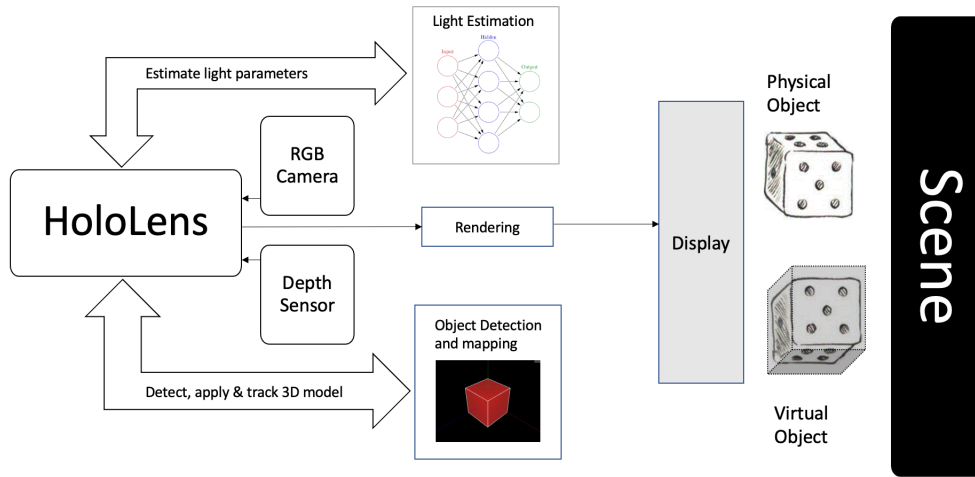 Light Estimation
Input
Hidden
Output
Estimate light parameters
RGB
Camera
HoloLens
Depth
Sensor
Rendering
Object Detection
and mapping
Detect, apply & track 3D model
Display
Physical
Object
Virtual
Object
Scene